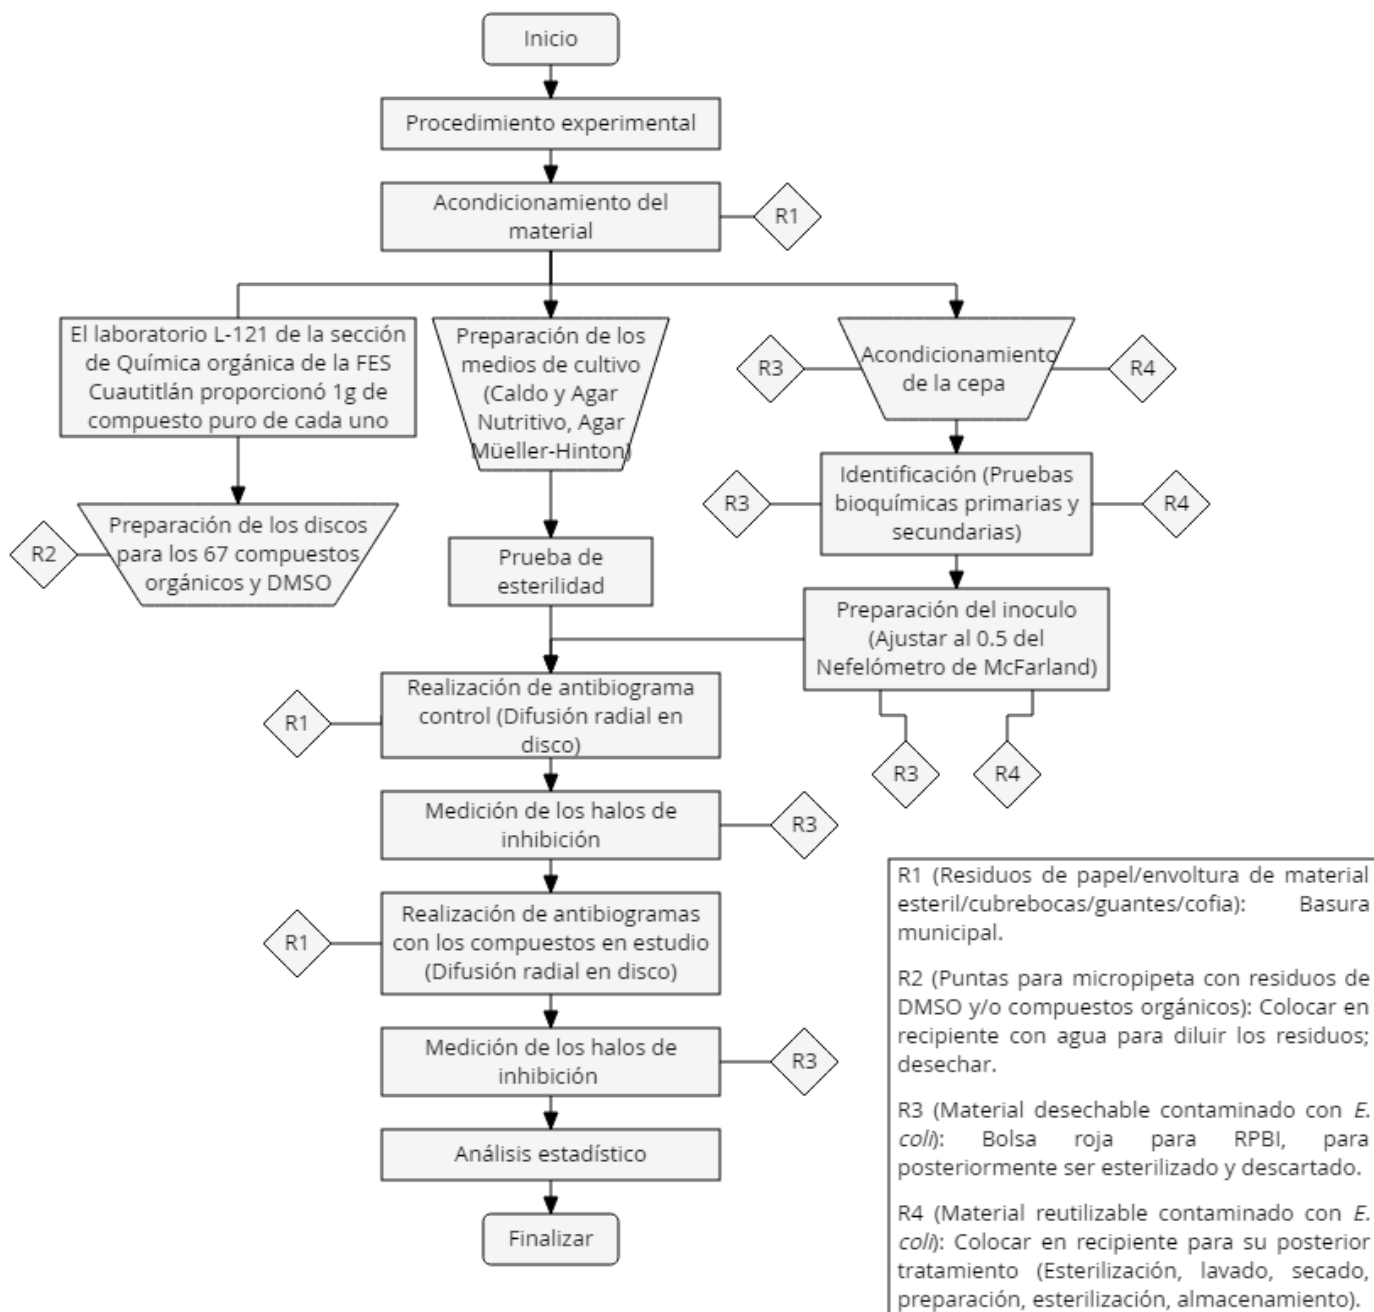 Inicio
Procedimiento experimental
Acondicionamiento del
material
R1
El laboratorio L-121 de la sección
de Química orgánica de la FES
Cuautitlán proporcionó 1g de
compuesto puro de cada uno
Preparación de los
medios de cultivo
(Caldo y Agar
Nutritivo, Agar
Müeller-Hinton)
R3
Acondicionamiento
de la cepa
R4
R2
Preparación de los discos
para los 67 compuestos
orgánicos y DMSO
Prueba de
esterilidad
R3
Identificación (Pruebas
bioquímicas primarias y
secundarias)
R4
Preparación del inoculo
(Ajustar al 0.5 del
Nefelómetro de McFarland)
R3
R4
R1
Realización de antibiograma
control (Difusión radial en
disco)
Medición de los halos de
inhibición
R3
R1
Realización de antibiogramas
con los compuestos en estudio
(Difusión radial en disco)
Medición de los halos de
inhibición
R3
Análisis estadístico
Finalizar
R1 (Residuos de papel/envoltura de material
esteril/cubrebocas/guantes/cofia): Basura
municipal.
R2 (Puntas para micropipeta con residuos de
DMSO y/o compuestos orgánicos): Colocar en
recipiente con agua para diluir los residuos;
desechar.
R3 (Material desechable contaminado con E.
coli): Bolsa roja para RPBI, para
posteriormente ser esterilizado y descartado.
R4 (Material reutilizable contaminado con E.
coli): Colocar en recipiente para su posterior
tratamiento (Esterilización, lavado, secado,
preparación, esterilización, almacenamiento).